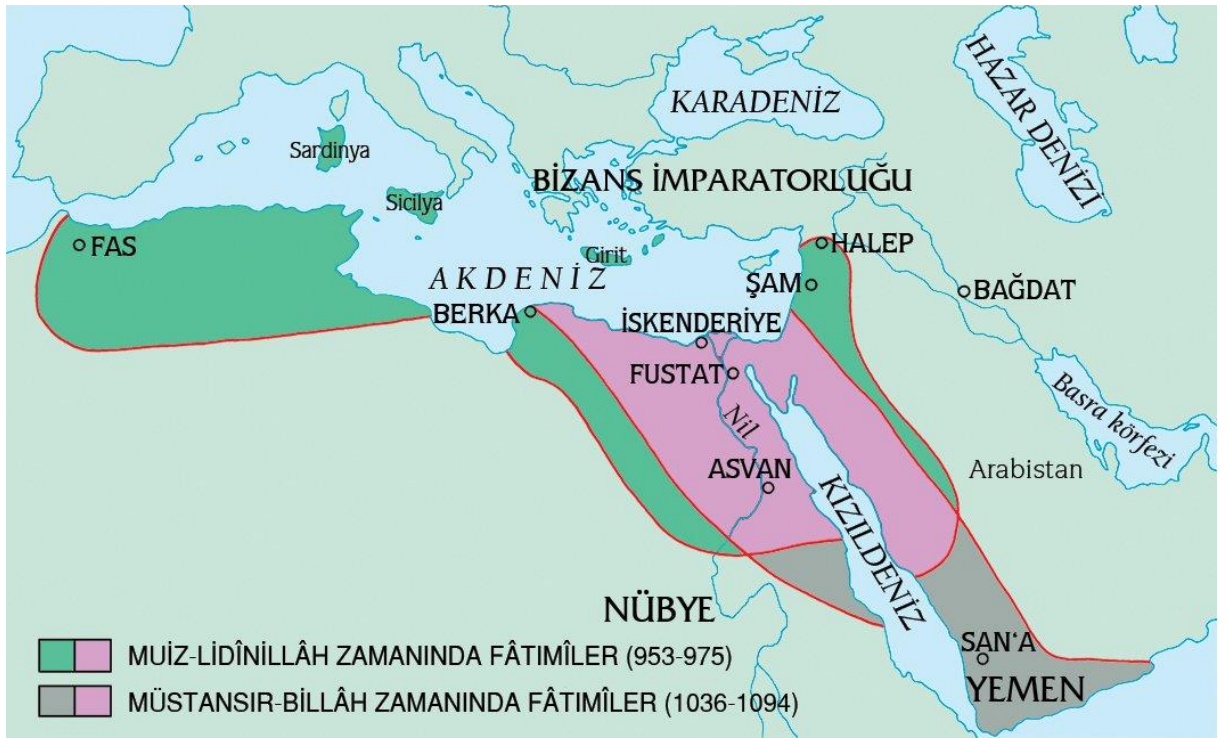 KARADENİZ
HAZAR DENİZİ
Sardinya
BİZANS İMPARATORLUĞU
Sicilya
FAS
Girit
HALEP
AKDENİZ
ŞAM
BAĞDAT
BERKA
İSKENDERİYE
FUSTAT
Basra körfezi
Nil
ASVAN
Arabistan
KIZILDENİZ
NÜBYE
SAN'A
YEMEN
MUİZ-LİDÎNİLLÂH ZAMANINDA FÂTIMÎLER (953-975)
MÜSTANSIR-BİLLÂH ZAMANINDA FÂTIMÎLER (1036-1094)